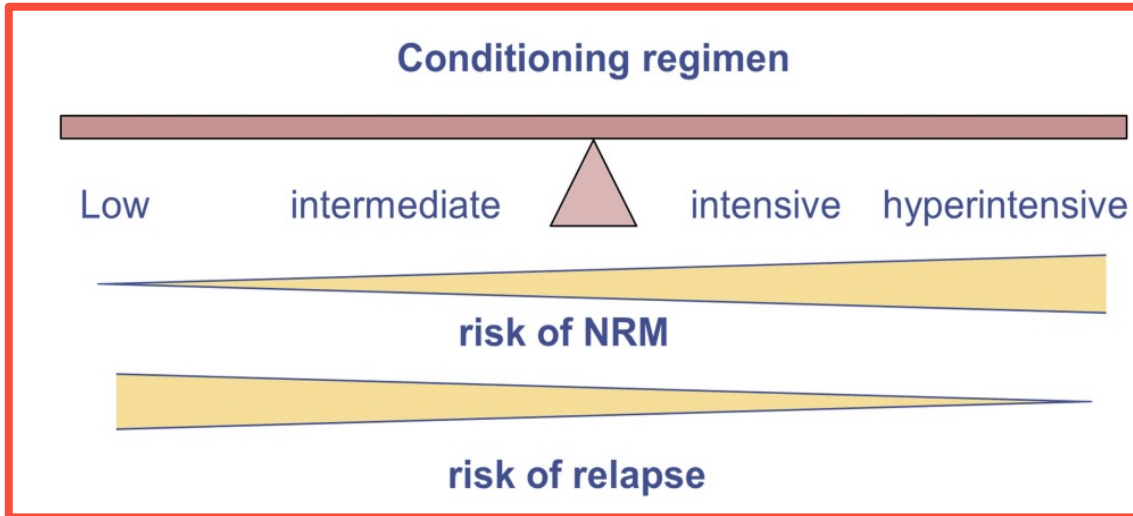 Conditioning regimen
Low intermediate intensive hyperintensive
risk of NRM
risk of relapse